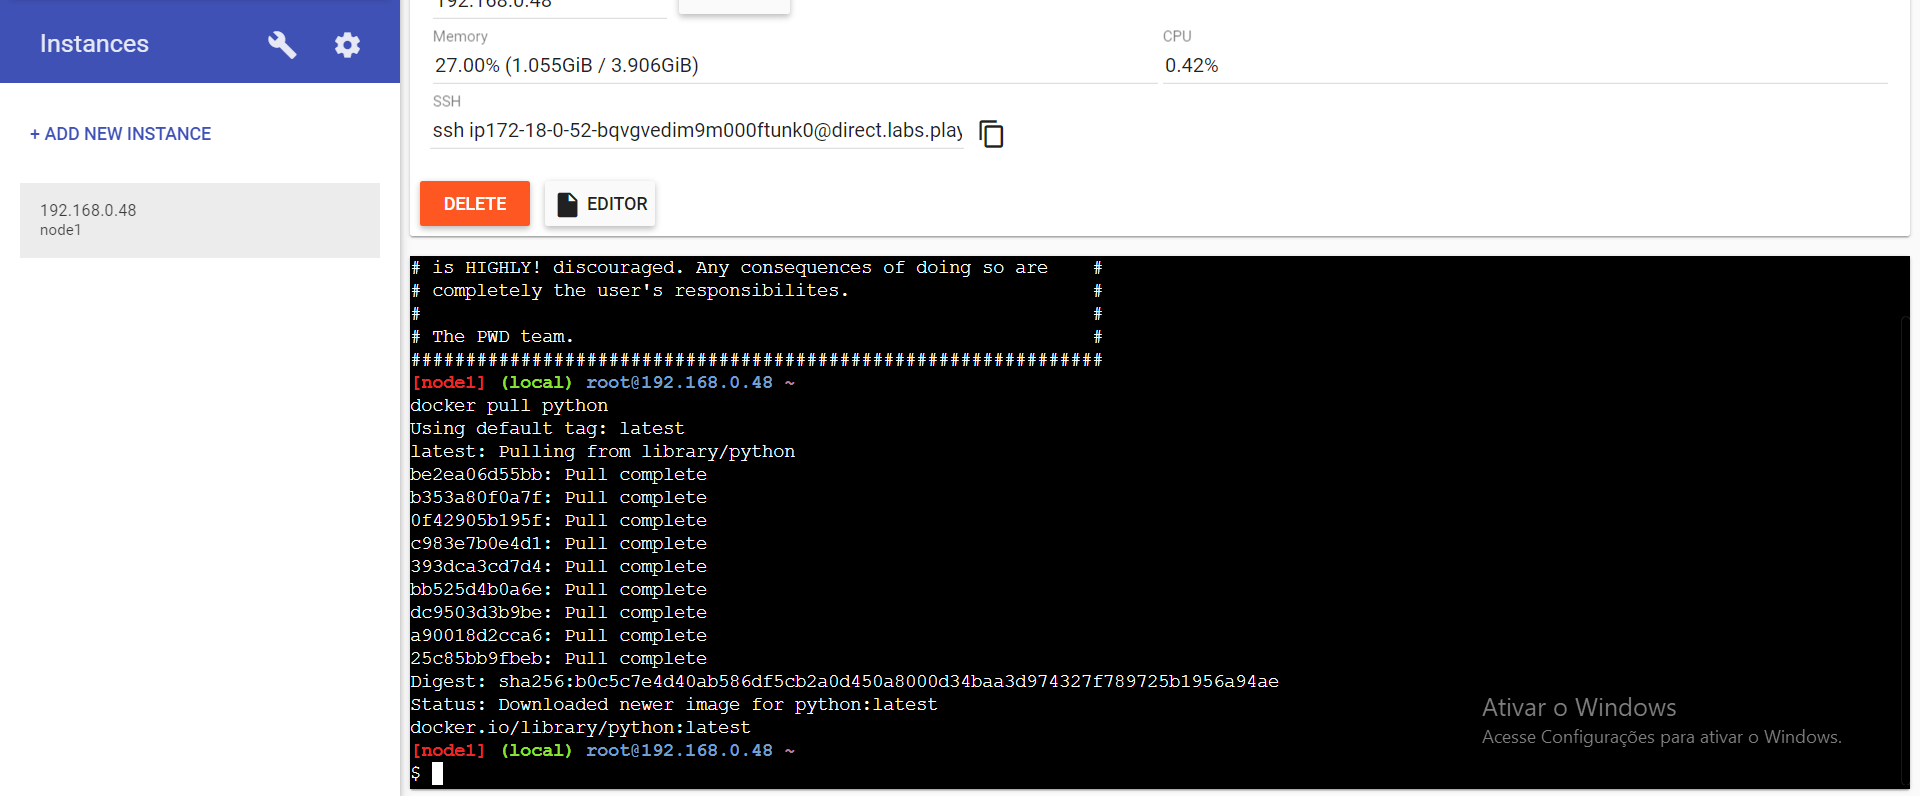 192.168.0.48
Instances
Memory
CPU
27.00% (1.055GiB / 3.906GiB)
0.42%
SSH
+ ADD NEW INSTANCE
ssh ip172-18-0-52-bqvgvedim9m000ftunk0@direct.labs.play
DELETE
EDITOR
192.168.0.48
node1
# is HIGHLY! discouraged. Any consequences of doing so are    #
# completely the user's responsibilites.                      #
#                                                             #
# The PWD team.                                               #
###############################################################
[node1] (local) root@192.168.0.48 ~
docker pull python
Using default tag: latest
latest: Pulling from library/python
be2ea06d55bb: Pull complete
b353a80f0a7f: Pull complete
0f42905b195f: Pull complete
c983e7b0e4d1: Pull complete
393dca3cd7d4: Pull complete
bb525d4b0a6e: Pull complete
dc9503d3b9be: Pull complete
a90018d2cca6: Pull complete
25c85bb9fbeb: Pull complete
Digest: sha256:b0c5c7e4d40ab586df5cb2a0d450a8000d34baa3d974327f789725b1956a94ae
Status: Downloaded newer image for python:latest
docker.io/library/python:latest
[node1] (local) root@192.168.0.48 ~
$
Ativar o Windows
Acesse Configurações para ativar o Windows.